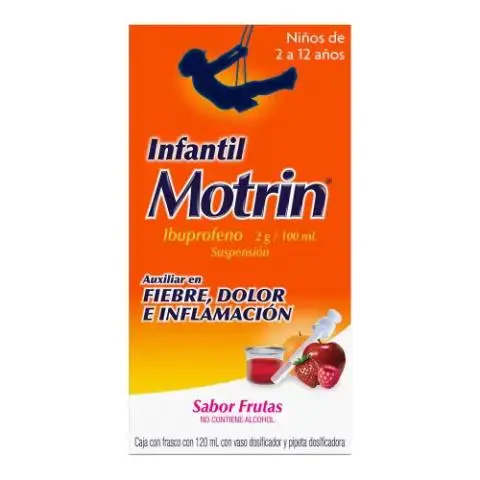 Niños de
2 a 12 años
Infantil
Motrin®
Ibuprofeno 2 g / 100 mL
Suspensión
Auxiliar en
FIEBRE, DOLOR
E INFLAMACIÓN
Sabor Frutas
NO CONTIENE ALCOHOL
Caja con frasco con 120 mL con vaso dosificador y pipeta dosificadora